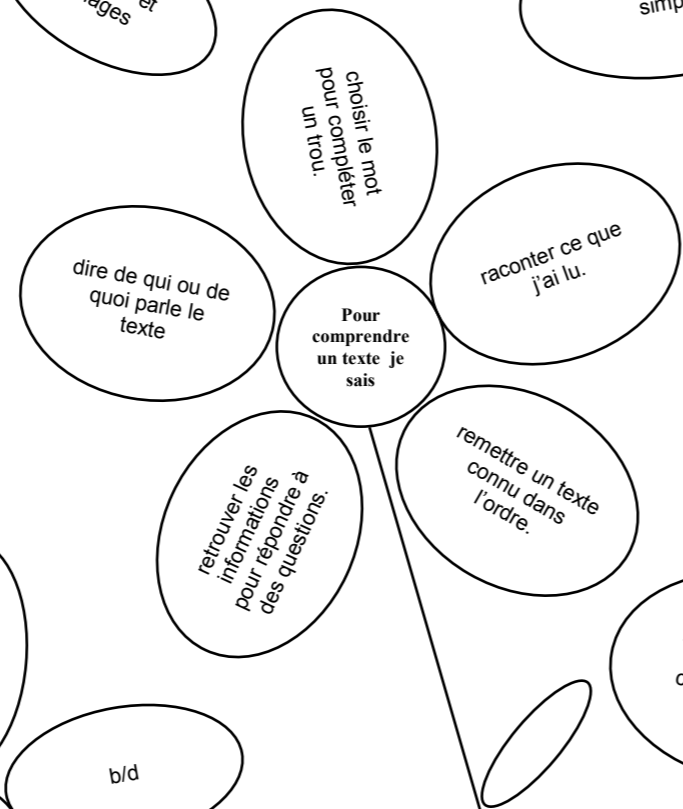 et
simp
choisir le mot
pour compléter
un trou.
raconter ce que
j'ai lu.
dire de qui ou de
quoi parle le
texte
Pour
comprendre
un texte  je
sais
remettre un texte
connu dans
l'ordre.
retrouver les
informations
pour répondre à
des questions.
b/d